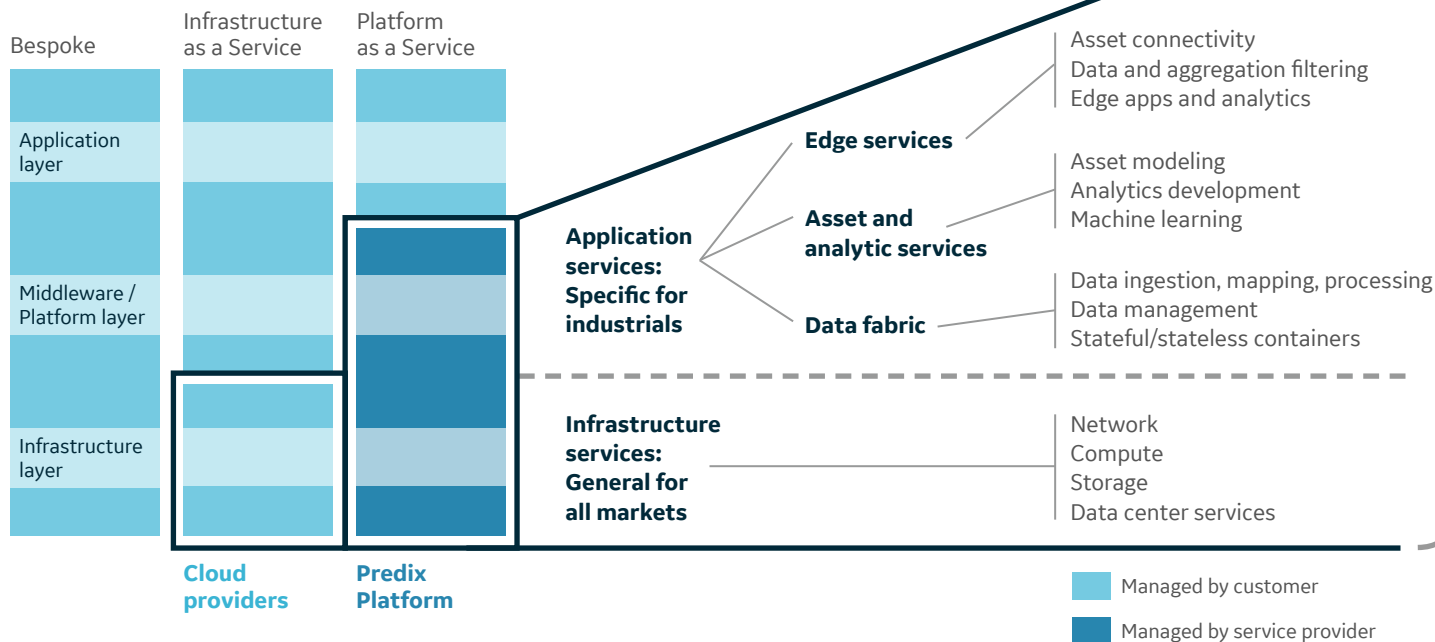 Bespoke
Infrastructure
as a Service
Platform
as a Service
Application
layer
Middleware /
Platform layer
Infrastructure
layer
Cloud
providers
Predix
Platform
Application
services:
Specific for
industrials
Edge services
Asset and
analytic services
Data fabric
Asset connectivity
Data and aggregation filtering
Edge apps and analytics
Asset modeling
Analytics development
Machine learning
Data ingestion, mapping, processing
Data management
Stateful/stateless containers
Infrastructure
services:
General for
all markets
Network
Compute
Storage
Data center services
Managed by customer
Managed by service provider